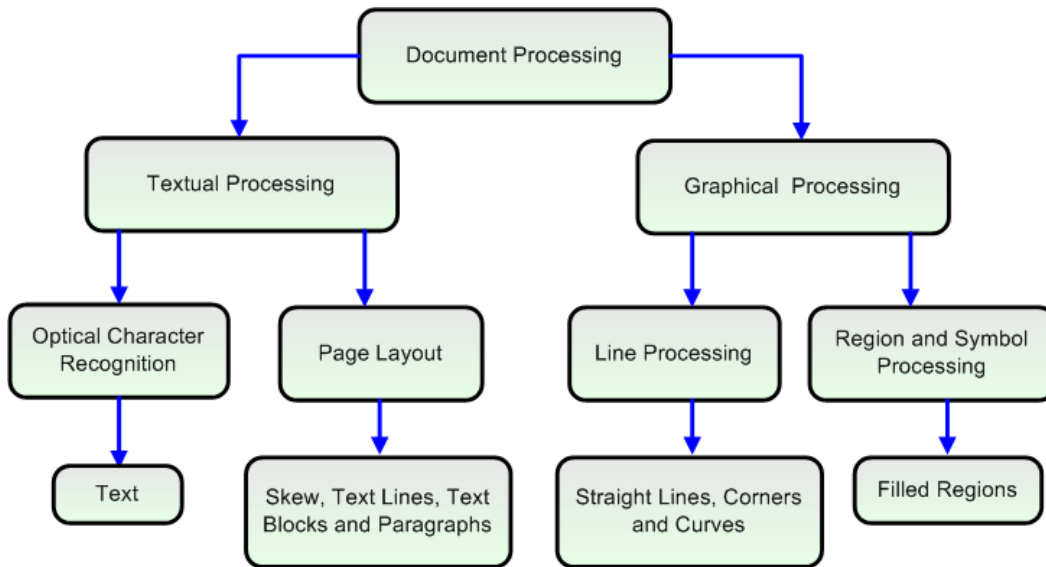 Document Processing
Textual Processing
Graphical Processing
Optical Character
Recognition
Page Layout
Line Processing
Region and Symbol
Processing
Text
Skew, Text Lines, Text
Blocks and Paragraphs
Straight Lines, Corners
and Curves
Filled Regions